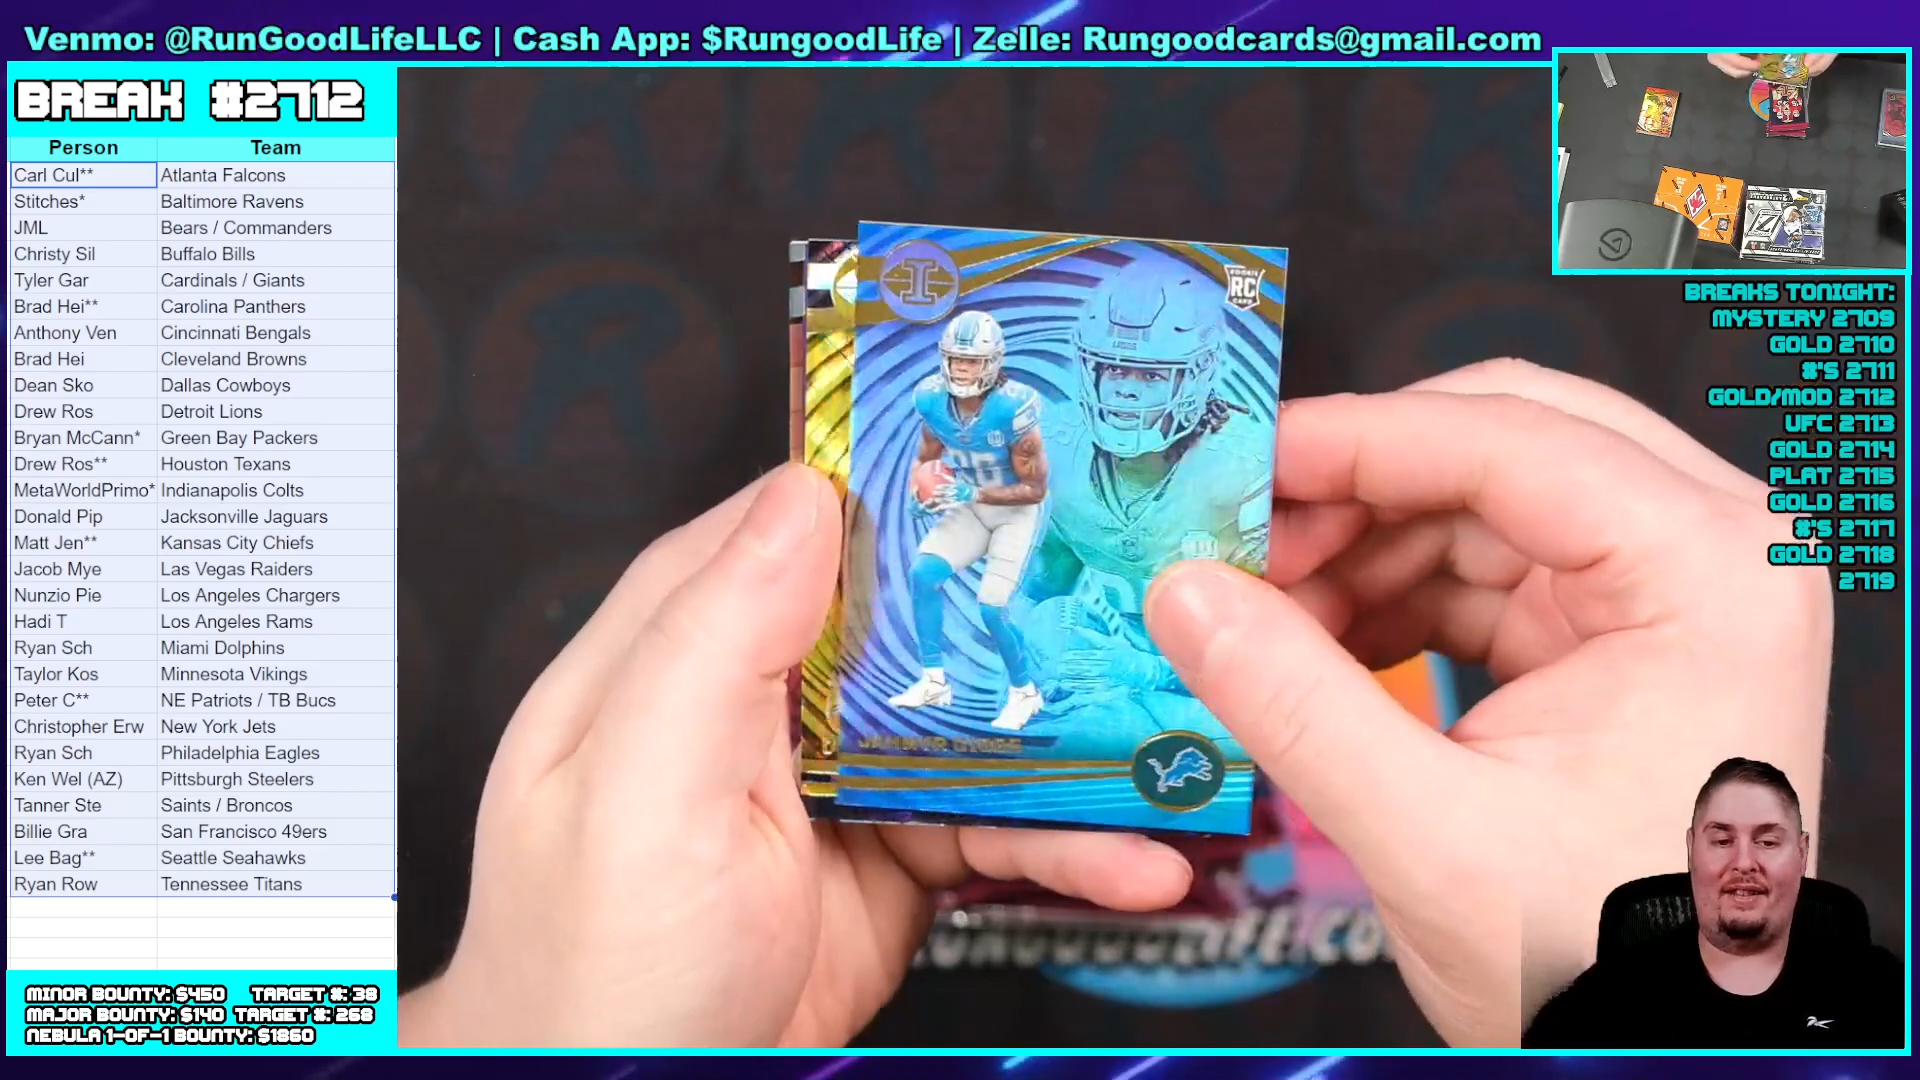 Venmo: @RunGoodLifeLLC | Cash App: $RungoodLife | Zelle: Rungoodcards@gmail.com
BREAK #2712
Person Team
Carl Cul** Atlanta Falcons
Stitches* Baltimore Ravens
JML Bears / Commanders
Christy Sil Buffalo Bills
Tyler Gar Cardinals / Giants
Brad Hei** Carolina Panthers
Anthony Ven Cincinnati Bengals
Brad Hei Cleveland Browns
Dean Sko Dallas Cowboys
Drew Ros Detroit Lions
Bryan McCann* Green Bay Packers
Drew Ros** Houston Texans
MetaWorldPrimo* Indianapolis Colts
Donald Pip Jacksonville Jaguars
Matt Jen** Kansas City Chiefs
Jacob Mye Las Vegas Raiders
Nunzio Pie Los Angeles Chargers
Hadi T Los Angeles Rams
Ryan Sch Miami Dolphins
Taylor Kos Minnesota Vikings
Peter C** NE Patriots / TB Bucs
Christopher Erw New York Jets
Ryan Sch Philadelphia Eagles
Ken Wel (AZ) Pittsburgh Steelers
Tanner Ste Saints / Broncos
Billie Gra San Francisco 49ers
Lee Bag** Seattle Seahawks
Ryan Row Tennessee Titans
MINOR BOUNTY: $450 TARGET #: 38
MAJOR BOUNTY: $140 TARGET #: 268
NEBULA 1-OF-1 BOUNTY: $1860
I
ROOKIE
RC
CARD
26
JAHMYR GIBBS
RUNGOODLIFE.CO
BREAKS TONIGHT:
MYSTERY 2709
GOLD 2710
#'S 2711
GOLD/MOD 2712
UFC 2713
GOLD 2714
PLAT 2715
GOLD 2716
#'S 2717
GOLD 2718
2719